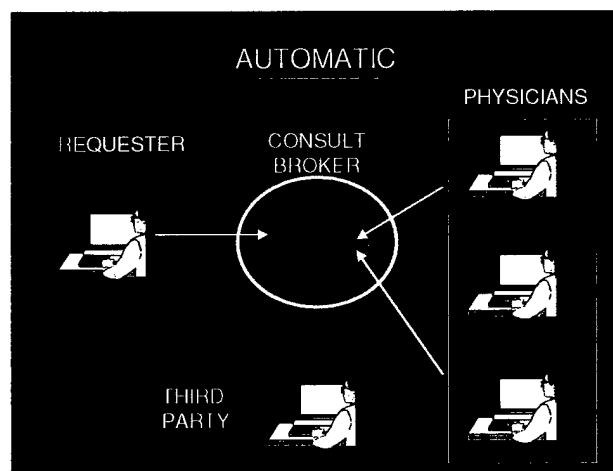 AUTOMATIC
PHYSICIANS
REQUESTER
CONSULT
BROKER
THIRD
PARTY